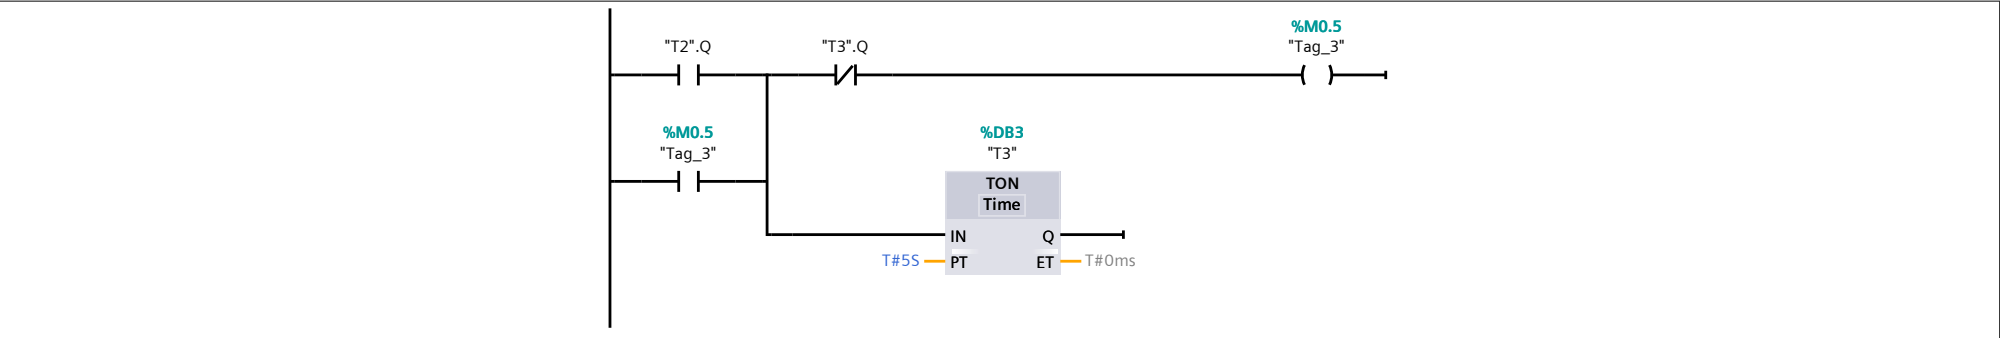 %M0.5
"T2".Q
"T3".Q
"Tag_3"
%M0.5
%DB3
"Tag_3"
"T3"
TON
Time
IN
Q
T#5S
PT
ET
T#0ms